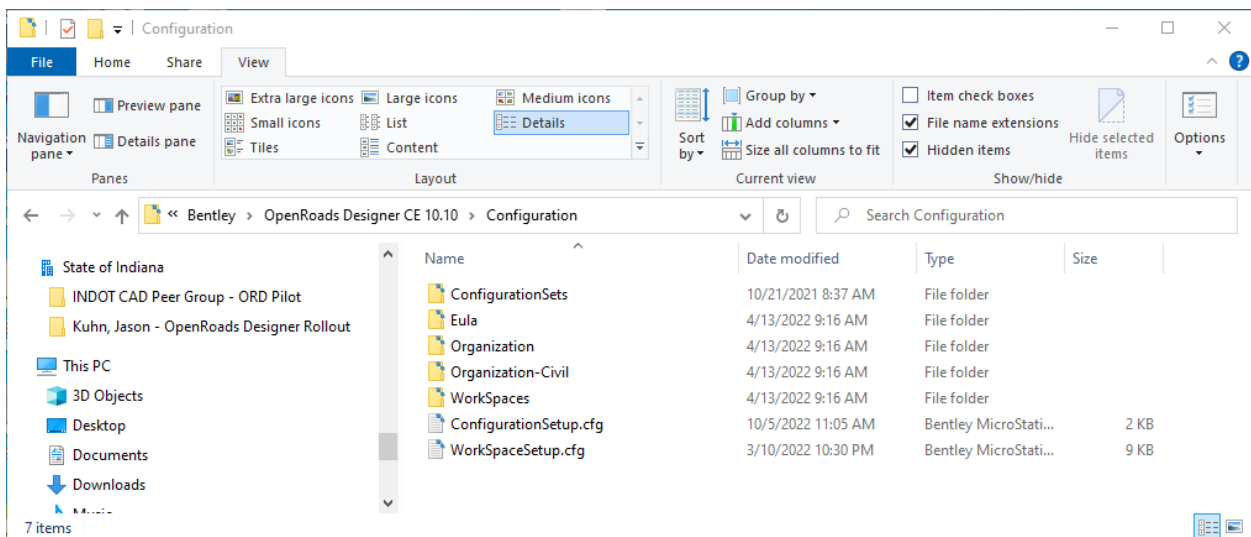 Configuration
File Home Share View
Navigation pane
Preview pane
Details pane
Panes
Extra large icons Large icons Medium icons
Small icons List Details
Tiles Content
Layout
Sort by
Group by
Add columns
Size all columns to fit
Current view
Item check boxes
File name extensions
Hidden items
Hide selected items
Show/hide
Options
« Bentley > OpenRoads Designer CE 10.10 > Configuration
Search Configuration
State of Indiana
INDOT CAD Peer Group - ORD Pilot
Kuhn, Jason - OpenRoads Designer Rollout
This PC
3D Objects
Desktop
Documents
Downloads
Name Date modified Type Size
ConfigurationSets 10/21/2021 8:37 AM File folder
Eula 4/13/2022 9:16 AM File folder
Organization 4/13/2022 9:16 AM File folder
Organization-Civil 4/13/2022 9:16 AM File folder
WorkSpaces 4/13/2022 9:16 AM File folder
ConfigurationSetup.cfg 10/5/2022 11:05 AM Bentley MicroStati... 2 KB
WorkSpaceSetup.cfg 3/10/2022 10:30 PM Bentley MicroStati... 9 KB
7 items